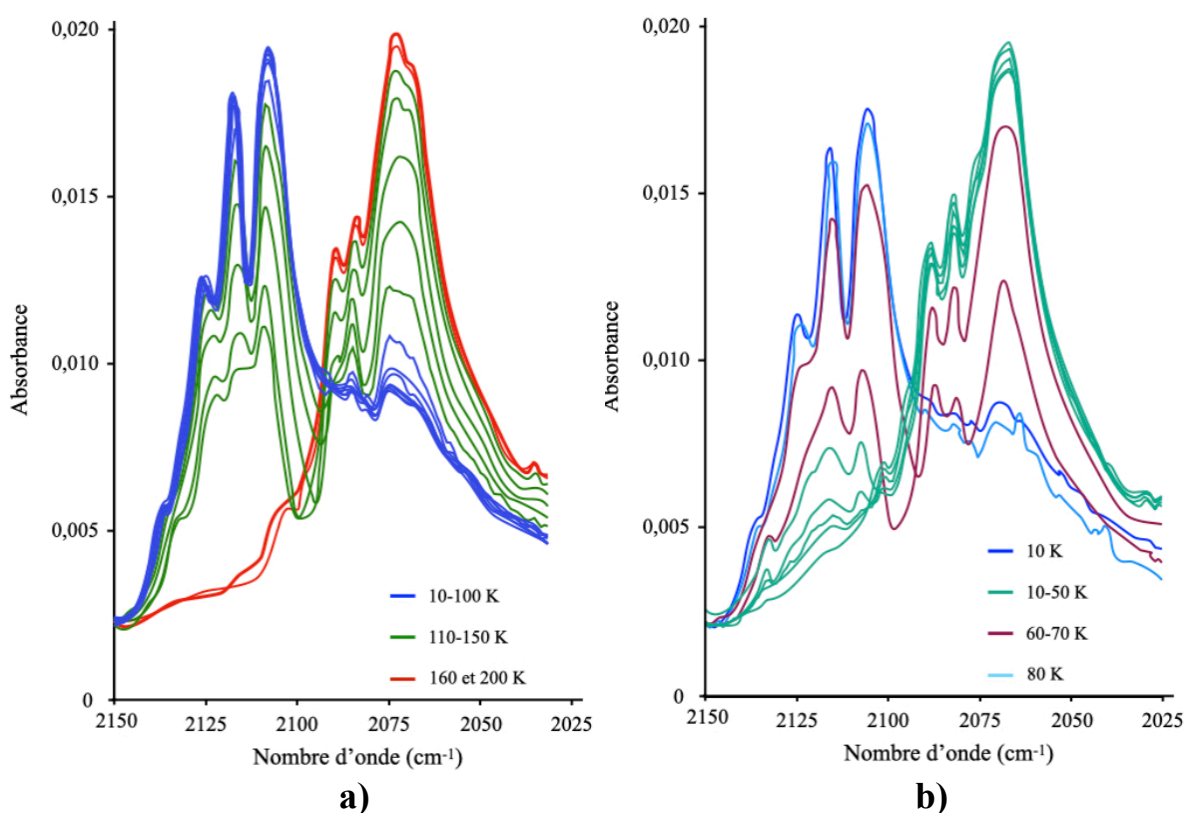 0,020
0,015
0,010
0,005
0
Absorbance
2150
2125
2100
2075
2050
2025
Nombre d’onde (cm-1)
10-100 K
110-150 K
160 et 200 K
a)
0,020
0,015
0,010
0,005
0
Absorbance
2150
2125
2100
2075
2050
2025
Nombre d’onde (cm-1)
10 K
10-50 K
60-70 K
80 K
b)